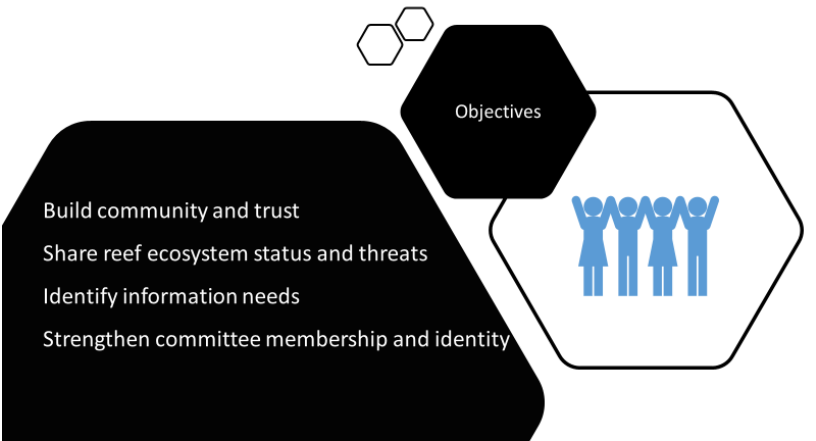 Objectives
Build community and trust
Share reef ecosystem status and threats
Identify information needs
Strengthen committee membership and identity